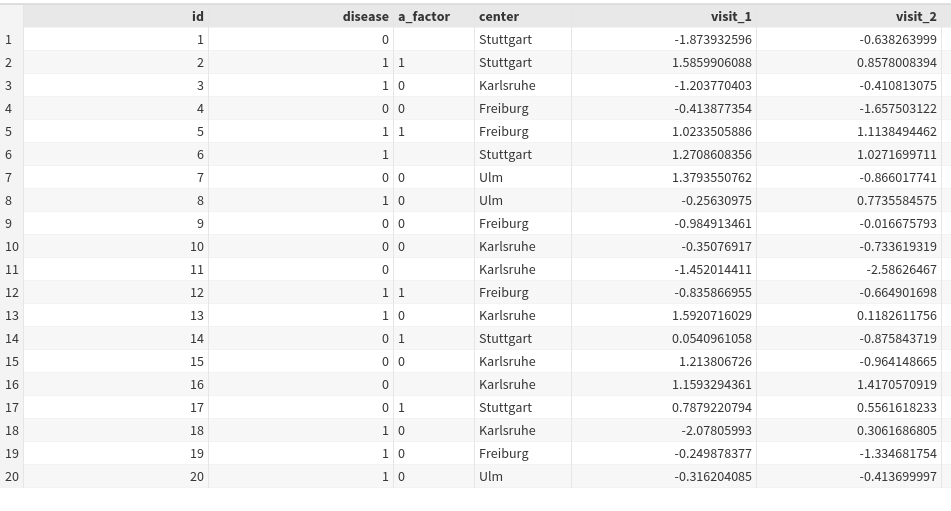 id disease a_factor center visit_1 visit_2
1 1 0 Stuttgart -1.873932596 -0.638263999
2 2 1 1 Stuttgart 1.5859906088 0.8578008394
3 3 1 0 Karlsruhe -1.203770403 -0.410813075
4 4 0 0 Freiburg -0.413877354 -1.657503122
5 5 1 1 Freiburg 1.0233505886 1.1138494462
6 6 1 Stuttgart 1.2708608356 1.0271699711
7 7 0 0 Ulm 1.3793550762 -0.866017741
8 8 1 0 Ulm -0.25630975 0.7735584575
9 9 0 0 Freiburg -0.984913461 -0.016675793
10 10 0 0 Karlsruhe -0.35076917 -0.733619319
11 11 0 Karlsruhe -1.452014411 -2.58626467
12 12 1 1 Freiburg -0.835866955 -0.664901698
13 13 1 0 Karlsruhe 1.5920716029 0.1182611756
14 14 0 1 Stuttgart 0.0540961058 -0.875843719
15 15 0 0 Karlsruhe 1.213806726 -0.964148665
16 16 0 Karlsruhe 1.1593294361 1.4170570919
17 17 0 1 Stuttgart 0.7879220794 0.5561618233
18 18 1 0 Karlsruhe -2.07805993 0.3061686805
19 19 1 0 Freiburg -0.249878377 -1.334681754
20 20 1 0 Ulm -0.316204085 -0.413699997